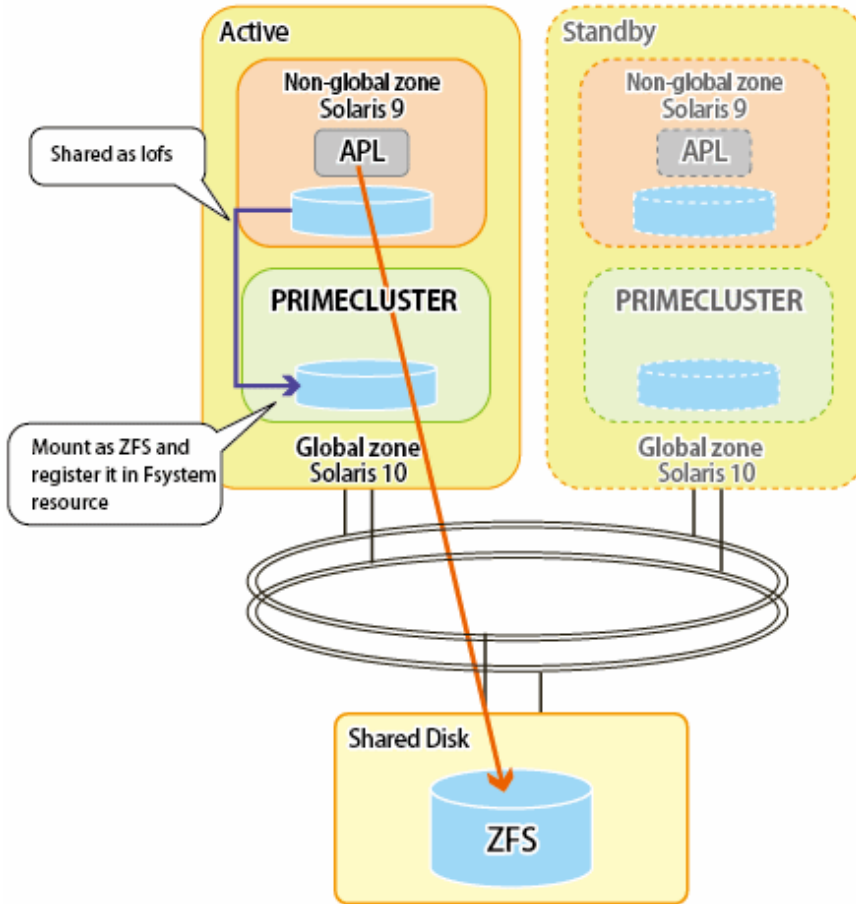 Active
Non-global zone
Solaris 9
APL
Shared as lofs
PRIMECLUSTER
Mount as ZFS and
register it in Fsystem
resource
Global zone
Solaris 10
Standby
Non-global zone
Solaris 9
APL
PRIMECLUSTER
Global zone
Solaris 10
Shared Disk
ZFS